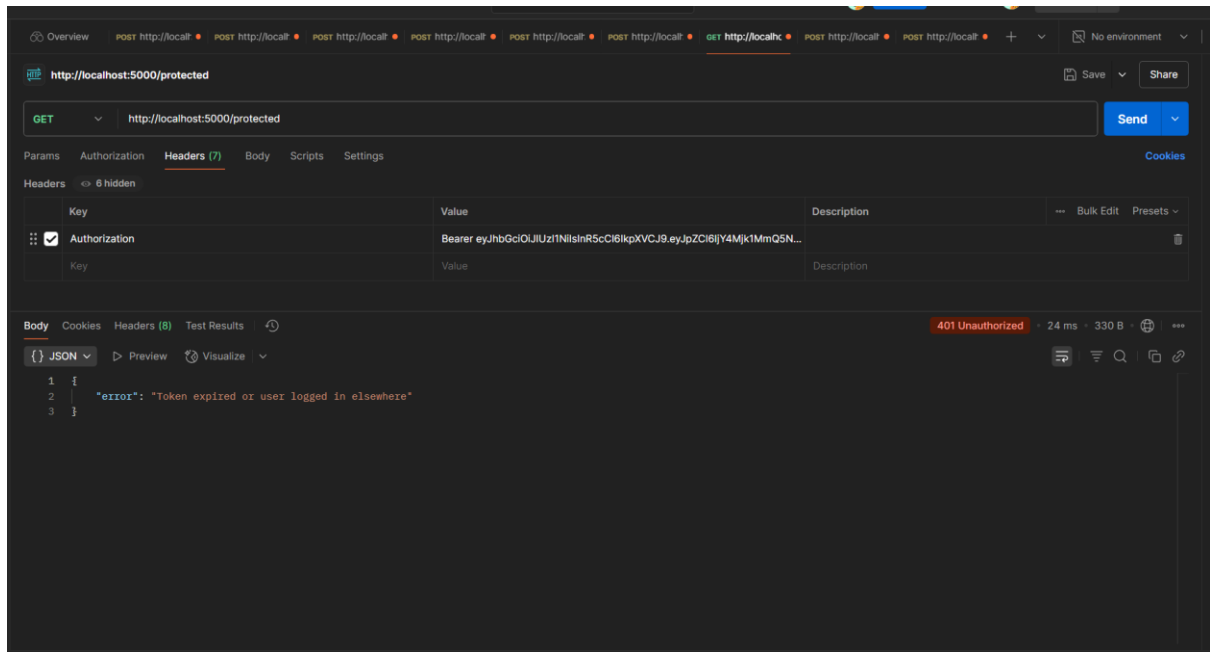 Overview POST http://localh POST http://localh POST http://localh POST http://localh POST http://localh POST http://localh GET http://localhc POST http://localh POST http://localh No environment
HTTP http://localhost:5000/protected Save Share
GET http://localhost:5000/protected Send
Params Authorization Headers (7) Body Scripts Settings Cookies
Headers 6 hidden
Key Value Description ••• Bulk Edit Presets
Authorization Bearer eyJhbGciOiJIUzI1NiIsInR5cCI6IkpXVCJ9.eyJpZCI6IjY4Mjk1MmQ5N...
Key Value Description
Body Cookies Headers (8) Test Results 401 Unauthorized • 24 ms • 330 B •••
{} JSON Preview Visualize
1 {
2 "error": "Token expired or user logged in elsewhere"
3 }